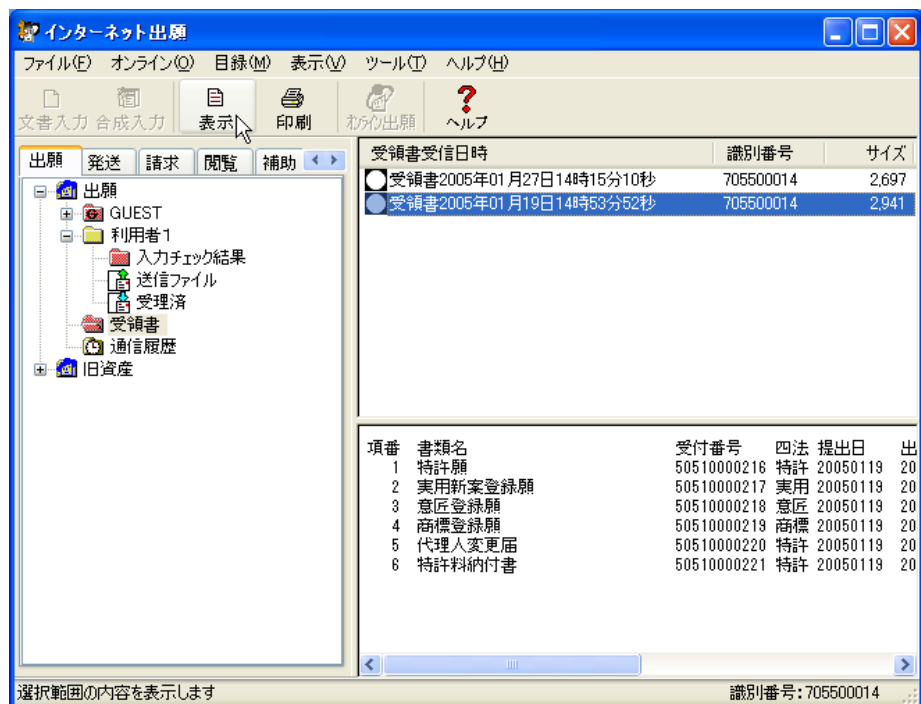 インターネット出願
ファイル(F) オンライン(O) 目録(M) 表示(V) ツール(T) ヘルプ(H)
文書入力 合成入力 表示 印刷 オンライン出願 ヘルプ
出願 発送 請求 閲覧 補助
出願
GUEST
利用者1
入力チェック結果
送信ファイル
受理済
受領書
通信履歴
旧資産
受領書受信日時 識別番号 サイズ
受領書2005年01月27日14時15分10秒 705500014 2,697
受領書2005年01月19日14時53分52秒 705500014 2,941
項番 書類名 受付番号 四法 提出日 出
1 特許願 50510000216 特許 20050119 20
2 実用新案登録願 50510000217 実用 20050119 20
3 意匠登録願 50510000218 意匠 20050119 20
4 商標登録願 50510000219 商標 20050119 20
5 代理人変更届 50510000220 特許 20050119 20
6 特許料納付書 50510000221 特許 20050119 20
選択範囲の内容を表示します 識別番号:705500014